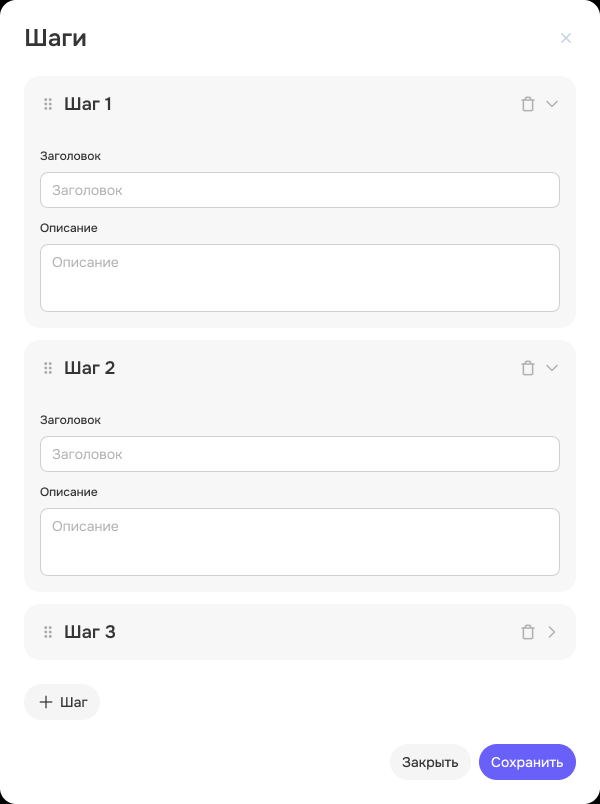 Шаги
Шаг 1
Заголовок
Заголовок
Описание
Описание
Шаг 2
Заголовок
Заголовок
Описание
Описание
Шаг 3
Шаг
Закрыть Сохранить